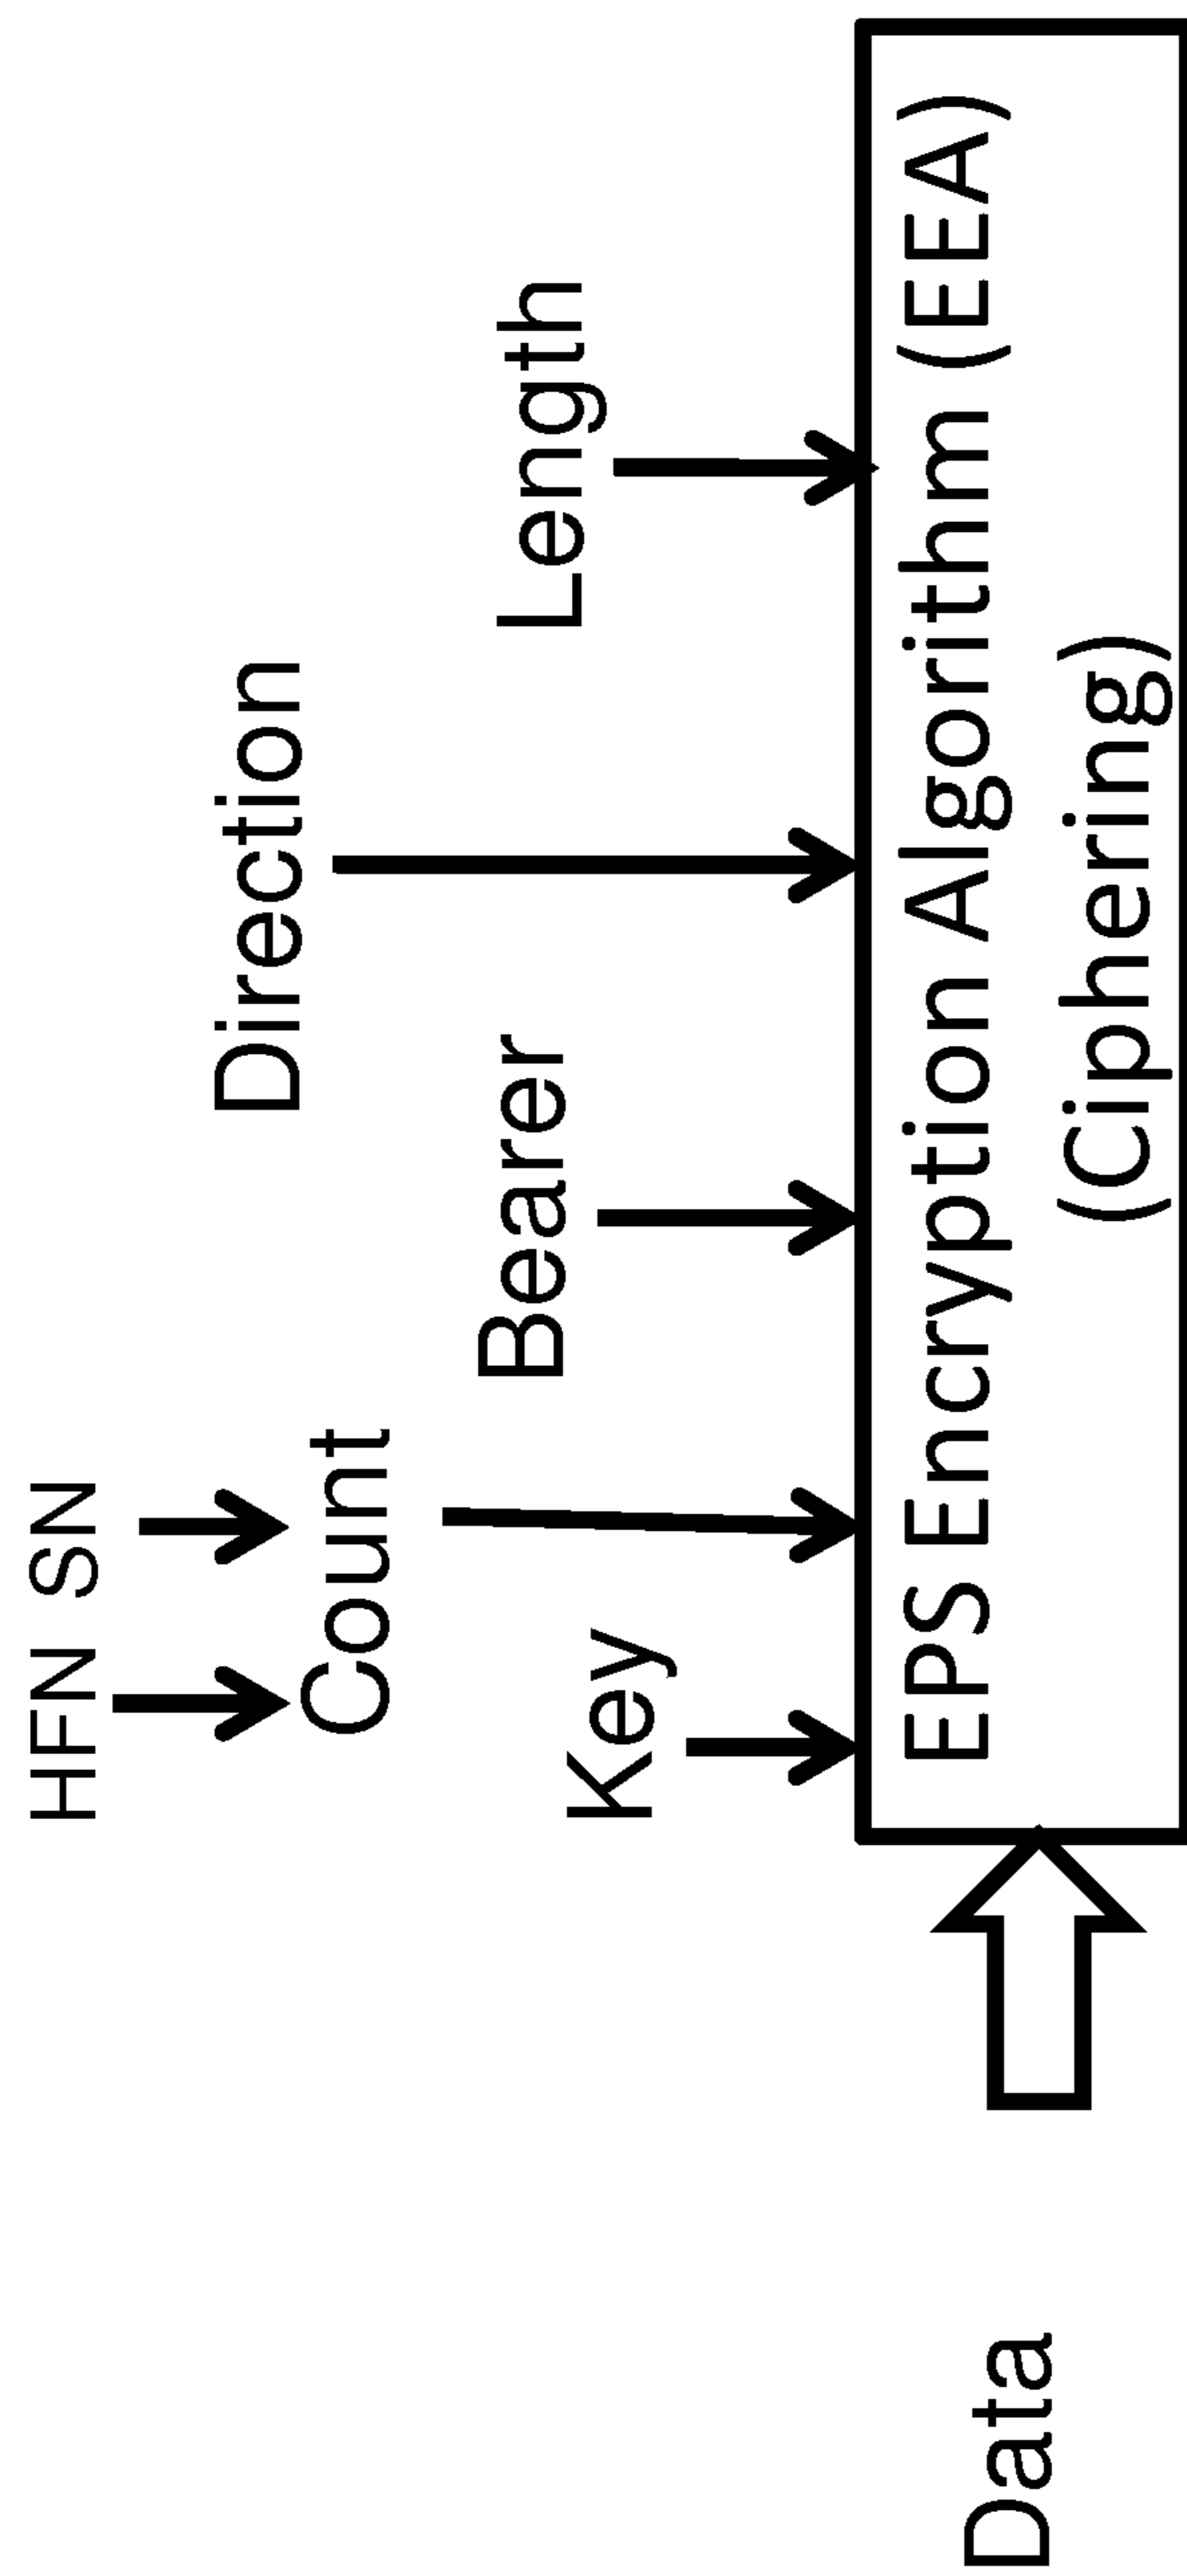 HFN SN
Direction
Count
Bearer
Length
Key
EPS Encryption Algorithm (EEA)
(Ciphering)
Data